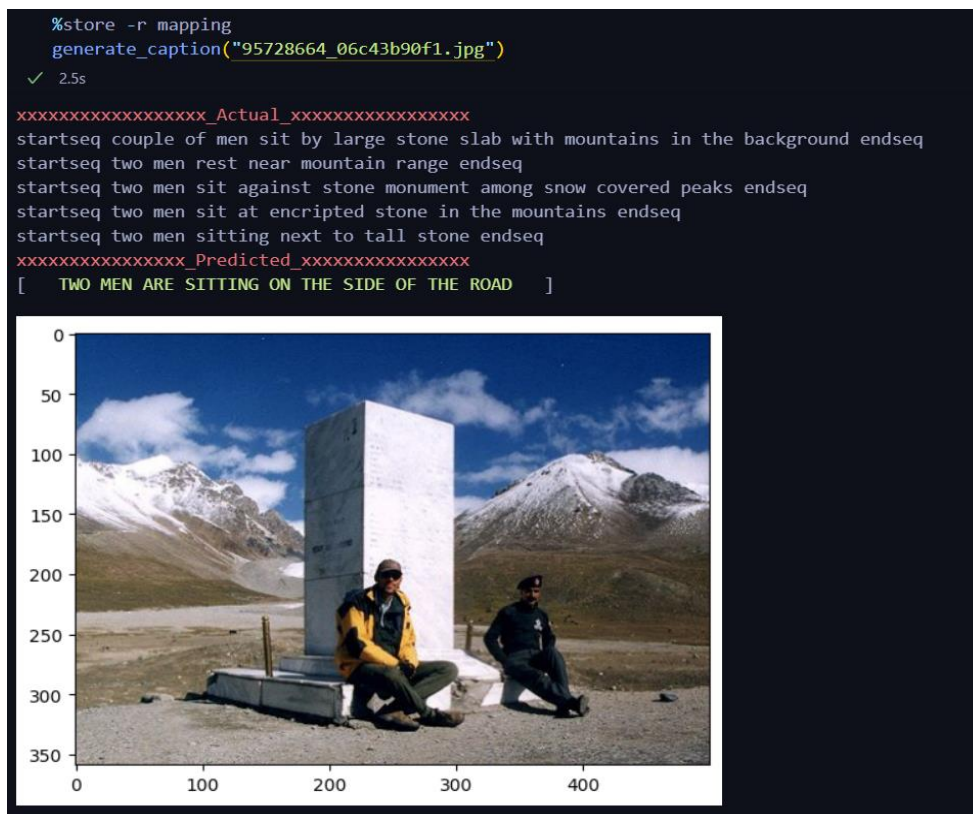 %store -r mapping
generate_caption("95728664_06c43b90f1.jpg")
✓ 2.5s
xxxxxxxxxxxxxxxxxx_Actual_xxxxxxxxxxxxxxxxx
startseq couple of men sit by large stone slab with mountains in the background endseq
startseq two men rest near mountain range endseq
startseq two men sit against stone monument among snow covered peaks endseq
startseq two men sit at encripted stone in the mountains endseq
startseq two men sitting next to tall stone endseq
xxxxxxxxxxxxxxxx_Predicted_xxxxxxxxxxxxxxxx
[ TWO MEN ARE SITTING ON THE SIDE OF THE ROAD ]
0
50
100
150
200
250
300
350
0 100 200 300 400